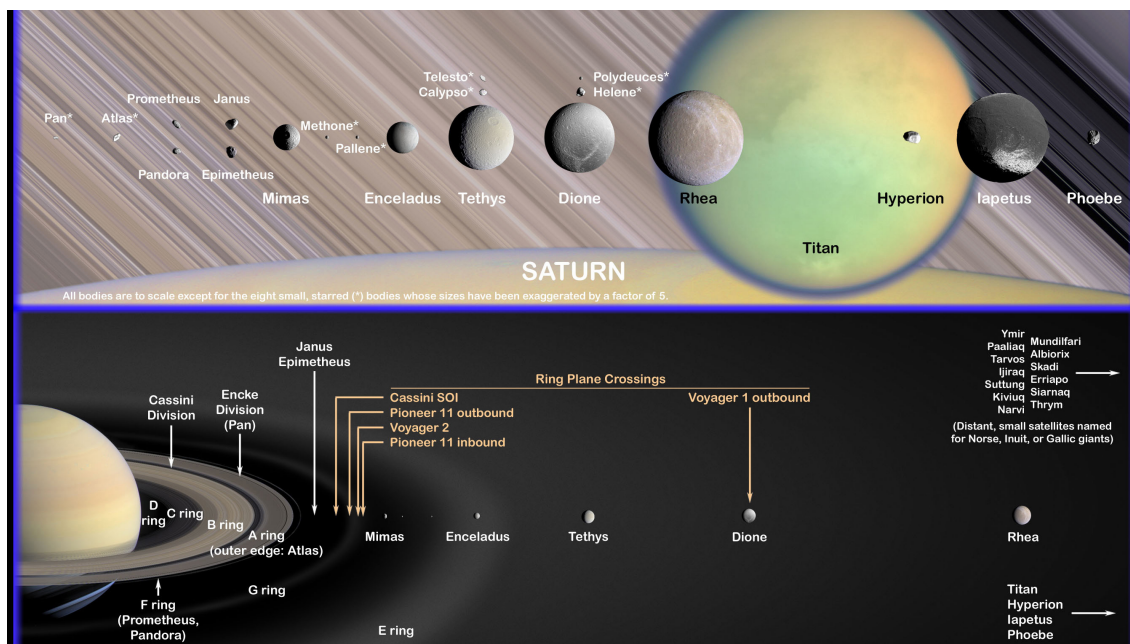 Telesto*
Polydeuces*
Calypso*
Helene*
Prometheus
Janus
Pan*
Atlas*
Methone*
Pallene*
Pandora
Epimetheus
Mimas
Enceladus
Tethys
Dione
Rhea
Hyperion
Iapetus
Phoebe
Titan
SATURN
All bodies are to scale except for the eight small, starred (*) bodies whose sizes have been exaggerated by a factor of 5.
Janus
Epimetheus
Ring Plane Crossings
Cassini SOI
Voyager 1 outbound
Pioneer 11 outbound
Voyager 2
Pioneer 11 inbound
Cassini
Division
Encke
Division
(Pan)
Ymir
Paaliaq
Tarvos
Ijiraq
Suttung
Kiviuq
Narvi
Mundilfari
Albiorix
Skadi
Erriapo
Siarnaq
Thrym
(Distant, small satellites named
for Norse, Inuit, or Gallic giants)
D
ring
C ring
B ring
A ring
(outer edge: Atlas)
Mimas
Enceladus
Tethys
Dione
Rhea
G ring
F ring
(Prometheus,
Pandora)
E ring
Titan
Hyperion
Iapetus
Phoebe